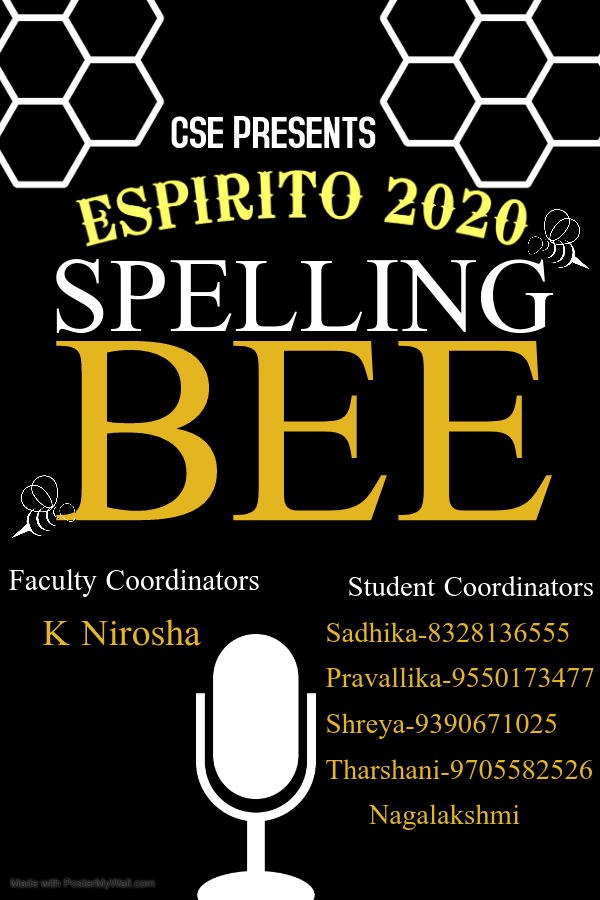 CSE PRESENTS
ESPIRITO 2020
SPELLING
BEE
Faculty Coordinators
K Nirosha
Student Coordinators
Sadhika-8328136555
Pravallika-9550173477
Shreya-9390671025
Tharshani-9705582526
Nagalakshmi
Made with PosterMyWall.com